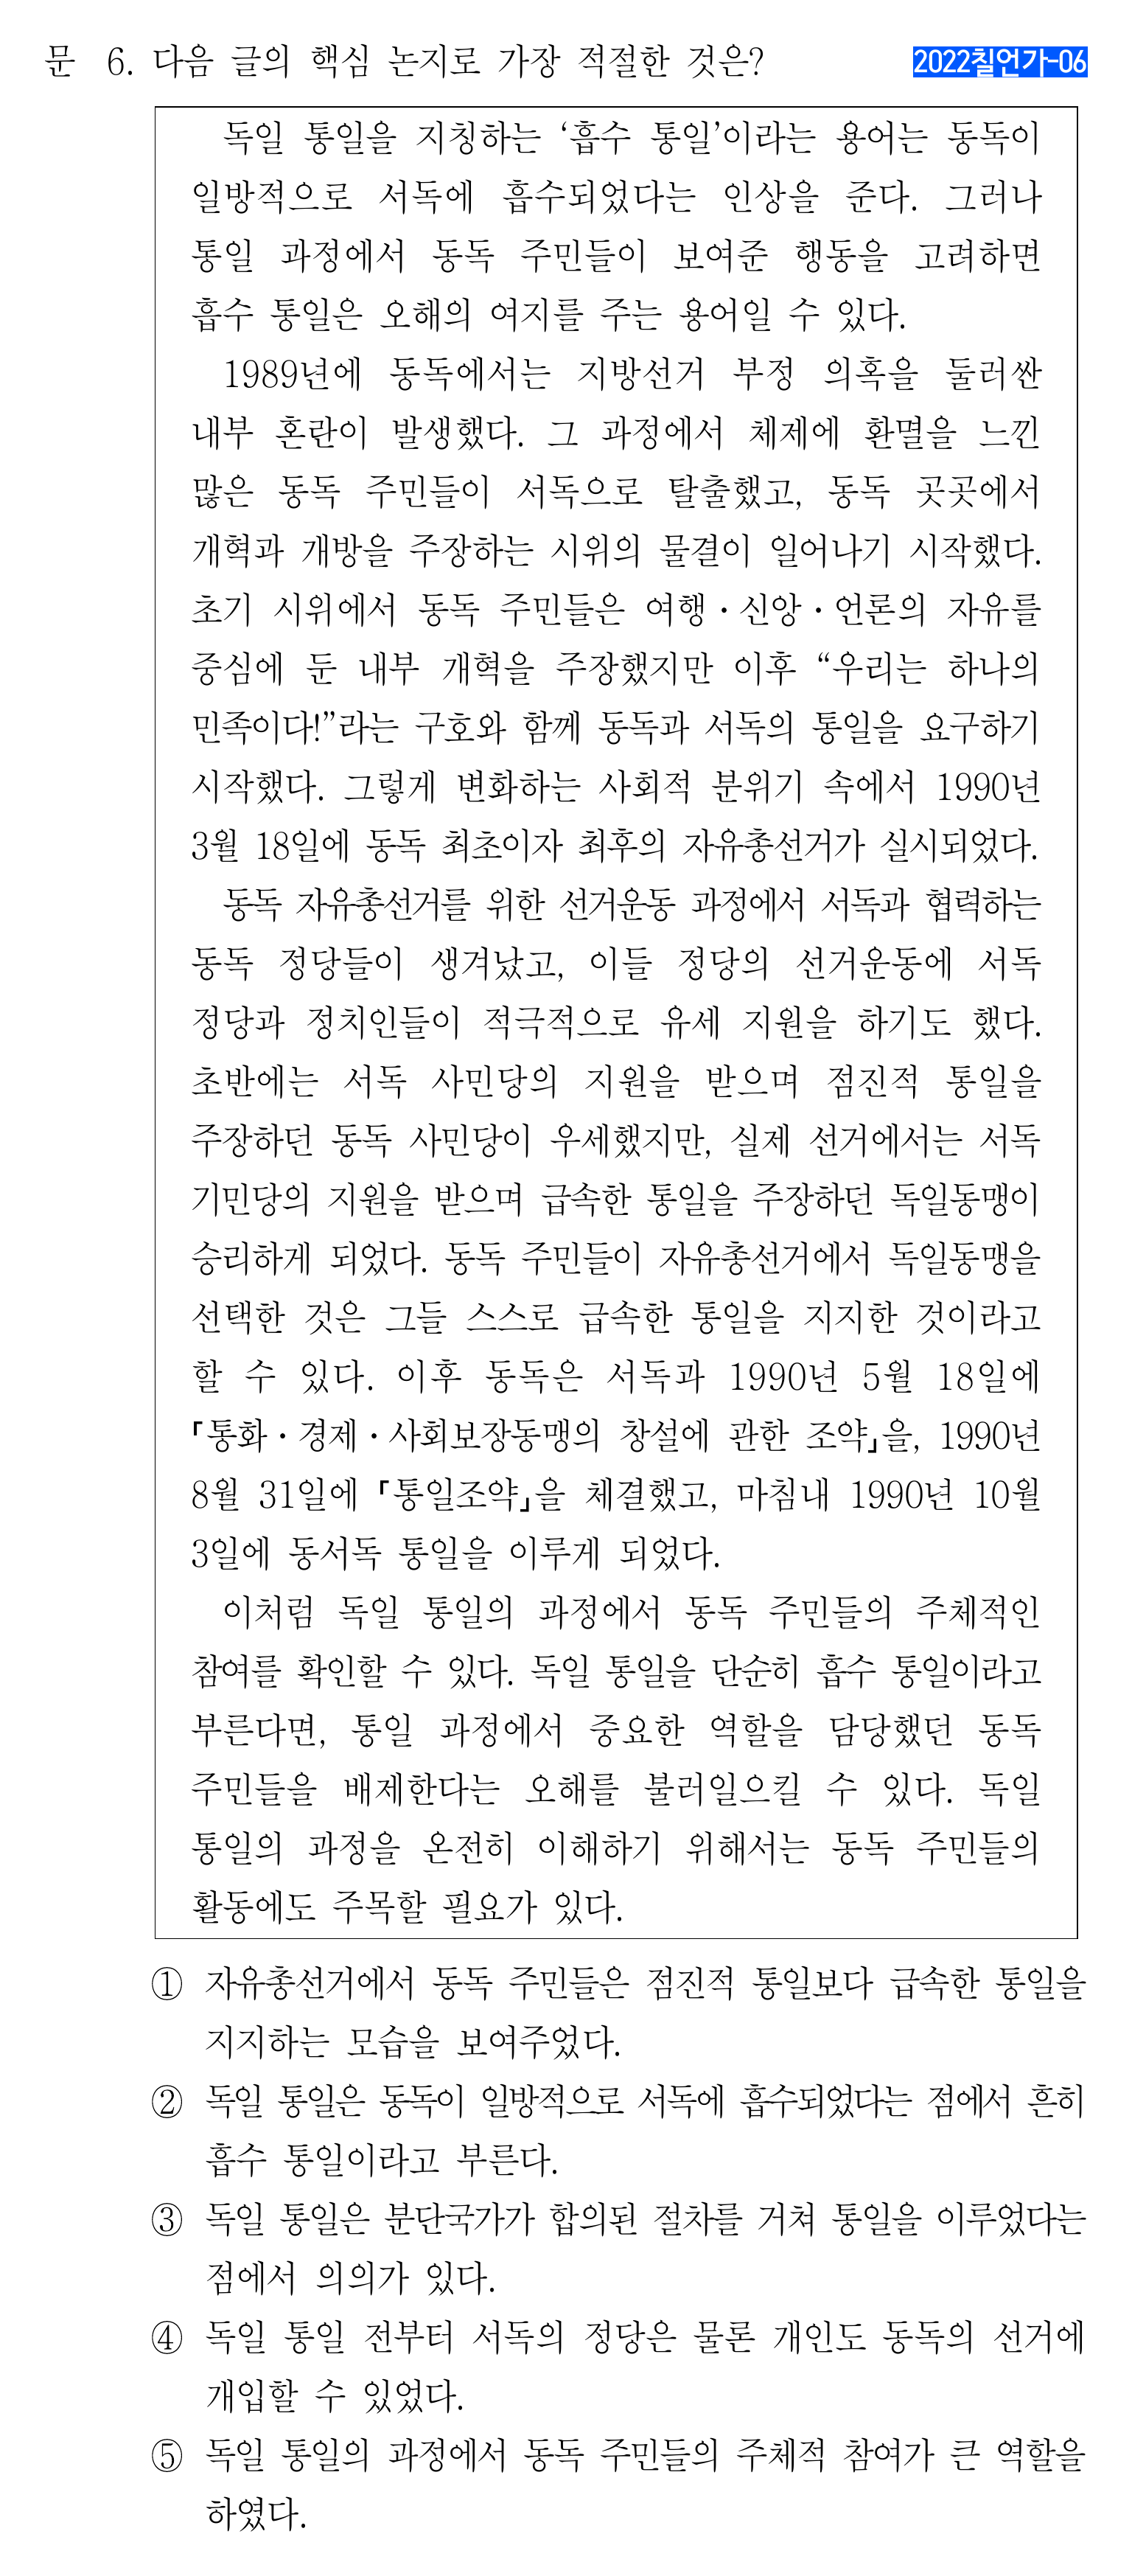 문 6. 다음 글의 핵심 논지로 가장 적절한 것은?
2022칠언가-06
독일 통일을 지칭하는 ‘흡수 통일’이라는 용어는 동독이
일방적으로 서독에 흡수되었다는 인상을 준다. 그러나
통일 과정에서 동독 주민들이 보여준 행동을 고려하면
흡수 통일은 오해의 여지를 주는 용어일 수 있다.
1989년에 동독에서는 지방선거 부정 의혹을 둘러싼
내부 혼란이 발생했다. 그 과정에서 체제에 환멸을 느낀
많은 동독 주민들이 서독으로 탈출했고, 동독 곳곳에서
개혁과 개방을 주장하는 시위의 물결이 일어나기 시작했다.
초기 시위에서 동독 주민들은 여행·신앙·언론의 자유를
중심에 둔 내부 개혁을 주장했지만 이후 “우리는 하나의
민족이다!”라는 구호와 함께 동독과 서독의 통일을 요구하기
시작했다. 그렇게 변화하는 사회적 분위기 속에서 1990년
3월 18일에 동독 최초이자 최후의 자유총선거가 실시되었다.
동독 자유총선거를 위한 선거운동 과정에서 서독과 협력하는
동독 정당들이 생겨났고, 이들 정당의 선거운동에 서독
정당과 정치인들이 적극적으로 유세 지원을 하기도 했다.
초반에는 서독 사민당의 지원을 받으며 점진적 통일을
주장하던 동독 사민당이 우세했지만, 실제 선거에서는 서독
기민당의 지원을 받으며 급속한 통일을 주장하던 독일동맹이
승리하게 되었다. 동독 주민들이 자유총선거에서 독일동맹을
선택한 것은 그들 스스로 급속한 통일을 지지한 것이라고
할 수 있다. 이후 동독은 서독과 1990년 5월 18일에
｢통화·경제·사회보장동맹의 창설에 관한 조약｣을, 1990년
8월 31일에 ｢통일조약｣을 체결했고, 마침내 1990년 10월
3일에 동서독 통일을 이루게 되었다.
이처럼 독일 통일의 과정에서 동독 주민들의 주체적인
참여를 확인할 수 있다. 독일 통일을 단순히 흡수 통일이라고
부른다면, 통일 과정에서 중요한 역할을 담당했던 동독
주민들을 배제한다는 오해를 불러일으킬 수 있다. 독일
통일의 과정을 온전히 이해하기 위해서는 동독 주민들의
활동에도 주목할 필요가 있다.
① 자유총선거에서 동독 주민들은 점진적 통일보다 급속한 통일을
지지하는 모습을 보여주었다.
② 독일 통일은 동독이 일방적으로 서독에 흡수되었다는 점에서 흔히
흡수 통일이라고 부른다.
③ 독일 통일은 분단국가가 합의된 절차를 거쳐 통일을 이루었다는
점에서 의의가 있다.
④ 독일 통일 전부터 서독의 정당은 물론 개인도 동독의 선거에
개입할 수 있었다.
⑤ 독일 통일의 과정에서 동독 주민들의 주체적 참여가 큰 역할을
하였다.